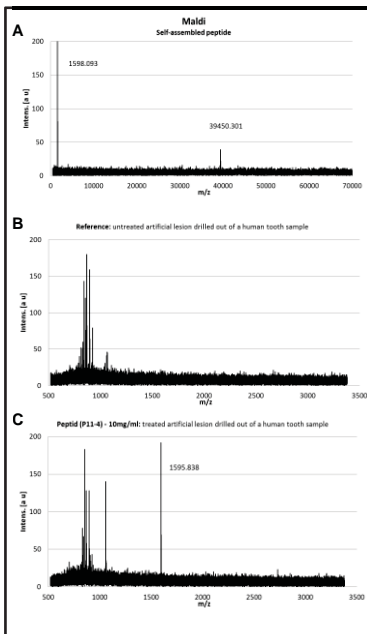 Maldi
A
Self-assembled peptide
200
1598.093
150
Intens. [a u]
100
39450.301
50
0
0 10000 20000 30000 40000 50000 60000 70000
m/z
B
Reference: untreated artificial lesion drilled out of a human tooth sample
200
150
Intens. [a u]
100
50
0
500 1000 1500 2000 2500 3000 3500
m/z
C
Peptid (P11-4) - 10mg/ml: treated artificial lesion drilled out of a human tooth sample
200
1595.838
150
Intens. [a u]
100
50
0
500 1000 1500 2000 2500 3000 3500
m/z